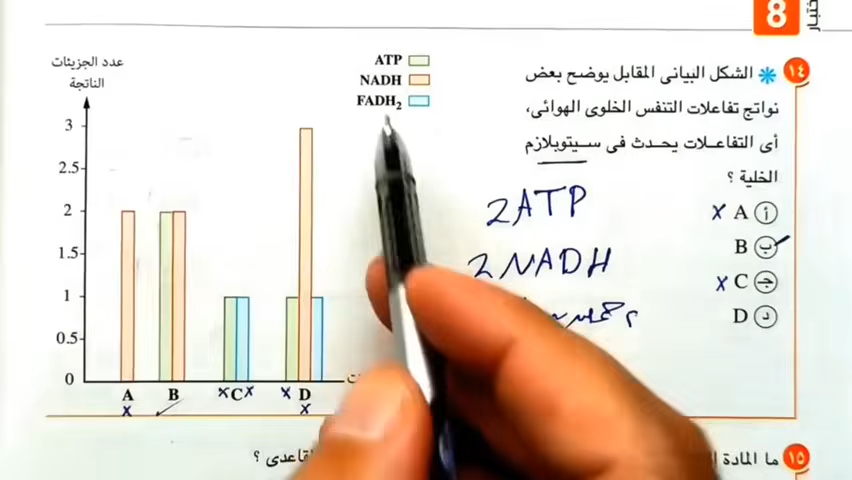 8
ختبار
١٤ * الشكل البيانى المقابل يوضح بعض
نواتج تفاعلات التنفس الخلوى الهوائى،
أى التفاعلات يحدث فى سيتوبلازم
الخلية ؟
أ A x
ب B
ج C x
د D
2ATP
2NADH
ATP
NADH
FADH₂
عدد الجزيئات
الناتجة
3
2.5
2
1.5
1
0.5
0
A B x C x x D
x x
١٥ ما المادة
القاعدى ؟